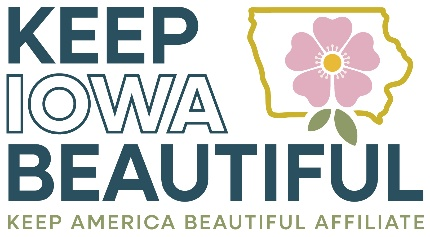 KEEP
IOWA
BEAUTIFUL
KEEP AMERICA BEAUTIFUL AFFILIATE